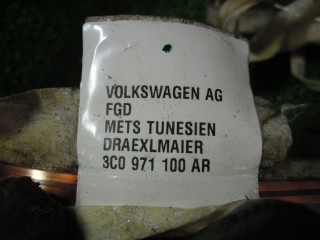 VOLKSWAGEN AG
FGD
METS TUNESIEN
DRAEXLMAIER
3C0 971 100 AR